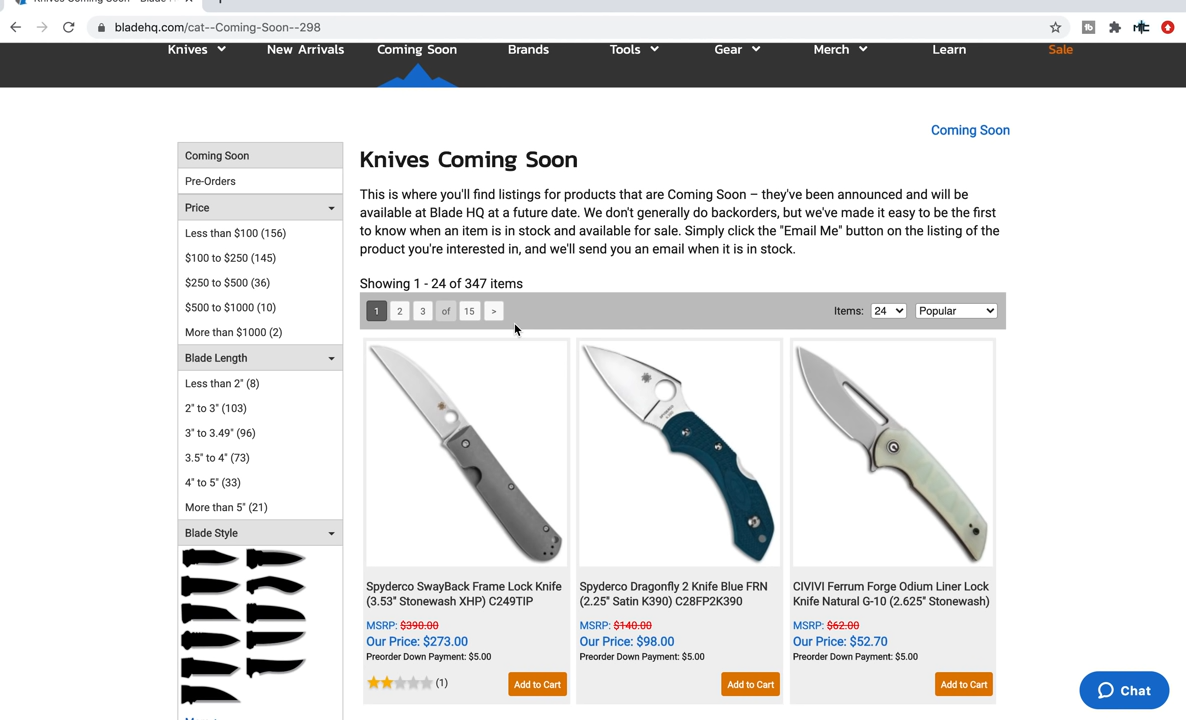 Knives Coming Soon
bladehq.com/cat--Coming-Soon--298
Knives New Arrivals Coming Soon Brands Tools Gear Merch Learn Sale
Coming Soon
Coming Soon
Pre-Orders
Price
Less than $100 (156)
$100 to $250 (145)
$250 to $500 (36)
$500 to $1000 (10)
More than $1000 (2)
Blade Length
Less than 2" (8)
2" to 3" (103)
3" to 3.49" (96)
3.5" to 4" (73)
4" to 5" (33)
More than 5" (21)
Blade Style
Knives Coming Soon
This is where you'll find listings for products that are Coming Soon – they've been announced and will be
available at Blade HQ at a future date. We don't generally do backorders, but we've made it easy to be the first
to know when an item is in stock and available for sale. Simply click the "Email Me" button on the listing of the
product you're interested in, and we'll send you an email when it is in stock.
Showing 1 - 24 of 347 items
1 2 3 of 15 > Items: 24 Popular
Spyderco SwayBack Frame Lock Knife
(3.53" Stonewash XHP) C249TIP
MSRP: $390.00
Our Price: $273.00
Preorder Down Payment: $5.00
(1) Add to Cart
Spyderco Dragonfly 2 Knife Blue FRN
(2.25" Satin K390) C28FP2K390
MSRP: $140.00
Our Price: $98.00
Preorder Down Payment: $5.00
Add to Cart
CIVIVI Ferrum Forge Odium Liner Lock
Knife Natural G-10 (2.625" Stonewash)
MSRP: $62.00
Our Price: $52.70
Preorder Down Payment: $5.00
Add to Cart
Chat